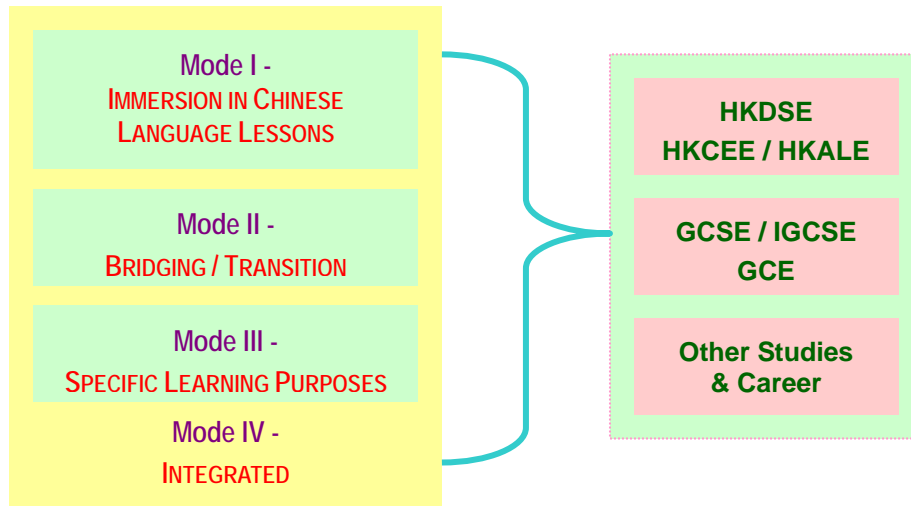 Mode I -
IMMERSION IN CHINESE
LANGUAGE LESSONS
Mode II -
BRIDGING / TRANSITION
Mode III -
SPECIFIC LEARNING PURPOSES
Mode IV -
INTEGRATED
HKDSE
HKCEE / HKALE
GCSE / IGCSE
GCE
Other Studies
& Career